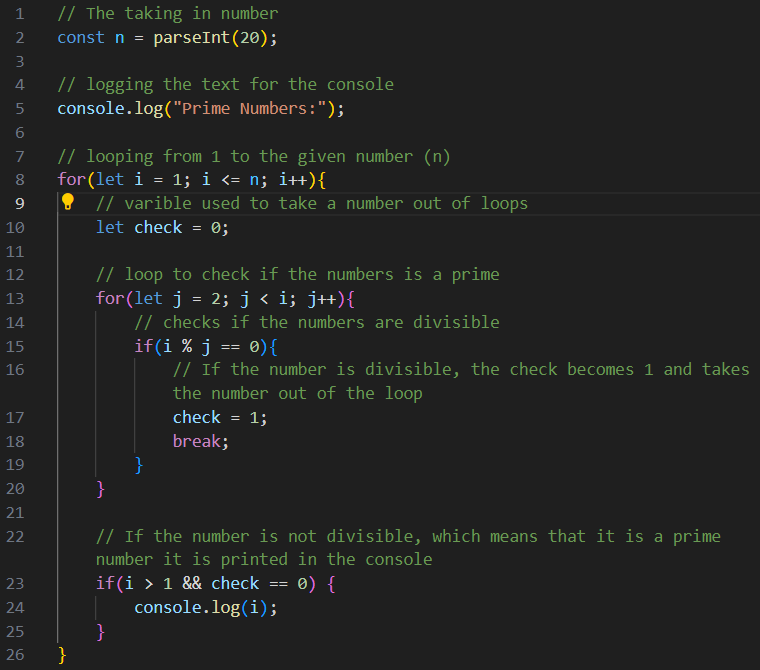 1 // The taking in number
2 const n = parseInt(20);
3
4 // logging the text for the console
5 console.log("Prime Numbers:");
6
7 // looping from 1 to the given number (n)
8 for(let i = 1; i <= n; i++){
9 // varible used to take a number out of loops
10 let check = 0;
11
12 // loop to check if the numbers is a prime
13 for(let j = 2; j < i; j++){
14 // checks if the numbers are divisible
15 if(i % j == 0){
16 // If the number is divisible, the check becomes 1 and takes
the number out of the loop
17 check = 1;
18 break;
19 }
20 }
21
22 // If the number is not divisible, which means that it is a prime
number it is printed in the console
23 if(i > 1 && check == 0) {
24 console.log(i);
25 }
26 }